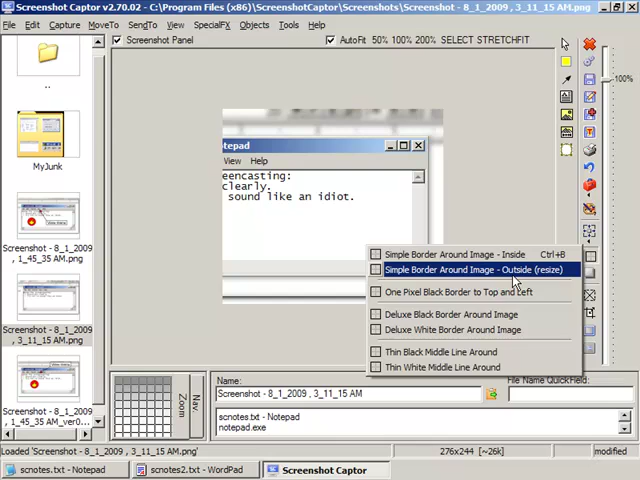 Screenshot Captor v2.70.02 - C:\Program Files (x86)\ScreenshotCaptor\Screenshots\Screenshot - 8_1_2009 , 3_11_15 AM.png
File Edit Capture MoveTo SendTo View SpecialFX Objects Tools Help
Screenshot Panel AutoFit 50% 100% 200% SELECT STRETCHFIT
100%
..
MyJunk
Screenshot - 8_1_2009 , 1_45_35 AM.png
Screenshot - 8_1_2009 , 3_11_15 AM.png
Screenshot - 8_1_2009 , 1_45_35 AM_ver0...
tepad
View Help
eencasting:
clearly.
sound like an idiot.
Simple Border Around Image - Inside Ctrl+B
Simple Border Around Image - Outside (resize)
One Pixel Black Border to Top and Left
Deluxe Black Border Around Image
Deluxe White Border Around Image
Thin Black Middle Line Around
Thin White Middle Line Around
Zoom
Nav.
Name: File Name QuickField:
Screenshot - 8_1_2009 , 3_11_15 AM
scnotes.txt - Notepad
notepad.exe
Loaded 'Screenshot - 8_1_2009 , 3_11_15 AM.png' 276x244 [~26k] modified
scnotes.txt - Notepad scnotes2.txt - WordPad Screenshot Captor